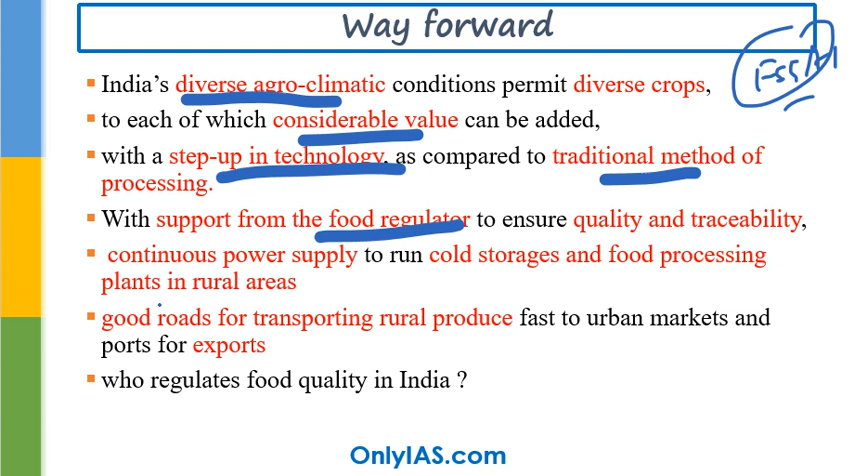 Way forward
FSSAI
▪ India's diverse agro-climatic conditions permit diverse crops,
▪ to each of which considerable value can be added,
▪ with a step-up in technology, as compared to traditional method of
processing.
▪ With support from the food regulator to ensure quality and traceability,
▪ continuous power supply to run cold storages and food processing
plants in rural areas
▪ good roads for transporting rural produce fast to urban markets and
ports for exports
▪ who regulates food quality in India ?
OnlyIAS.com